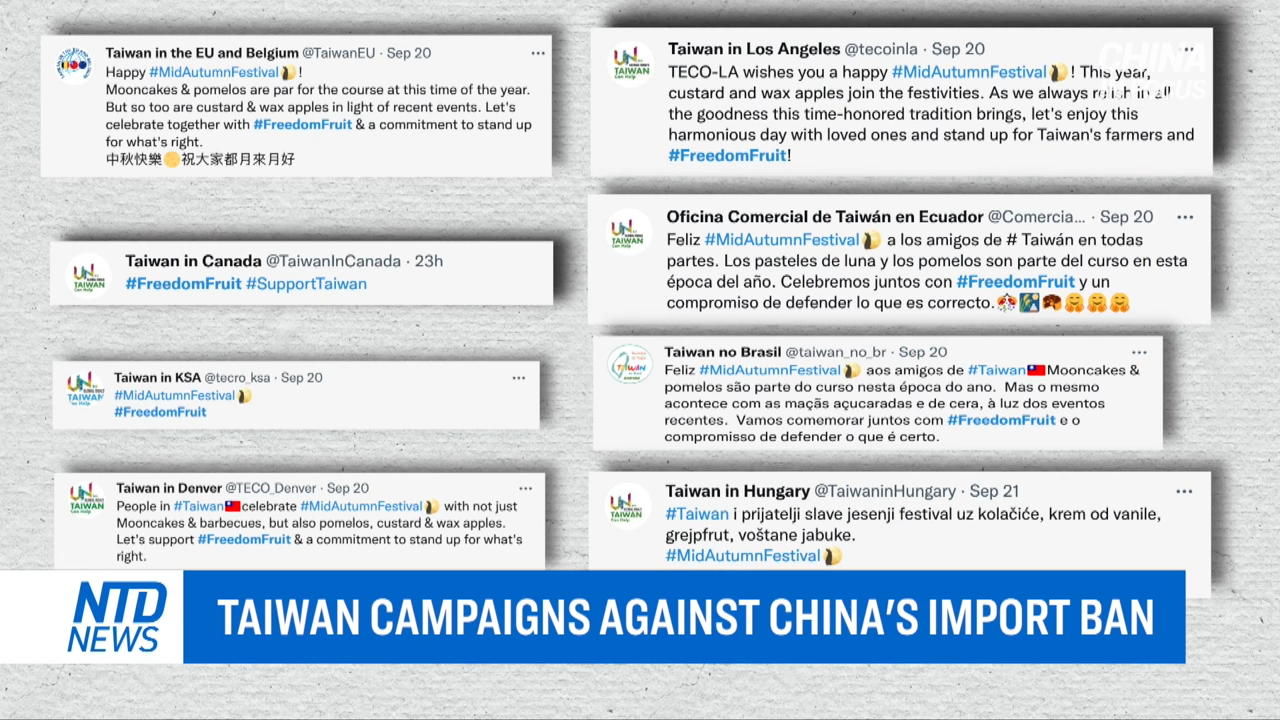 Taiwan in the EU and Belgium @TaiwanEU · Sep 20
Happy #MidAutumnFestival🥮!
Mooncakes & pomelos are par for the course at this time of the year.
But so too are custard & wax apples in light of recent events. Let's
celebrate together with #FreedomFruit & a commitment to stand up
for what's right.
中秋快樂🌕祝大家都月來月好
Taiwan in Canada @TaiwanInCanada · 23h
#FreedomFruit #SupportTaiwan
Taiwan in KSA @tecro_ksa · Sep 20
#MidAutumnFestival
#FreedomFruit
Taiwan in Denver @TECO_Denver · Sep 20
People in #Taiwan🇹🇼celebrate #MidAutumnFestival with not just
Mooncakes & barbecues, but also pomelos, custard & wax apples.
Let's support #FreedomFruit & a commitment to stand up for what's
right.
Taiwan in Los Angeles @tecoinla · Sep 20
TECO-LA wishes you a happy #MidAutumnFestival! This year,
custard and wax apples join the festivities. As we always relish in all
the goodness this time-honored tradition brings, let's enjoy this
harmonious day with loved ones and stand up for Taiwan's farmers and
#FreedomFruit!
Oficina Comercial de Taiwán en Ecuador @Comercia... · Sep 20
Feliz #MidAutumnFestival a los amigos de # Taiwán en todas
partes. Los pasteles de luna y los pomelos son parte del curso en esta
época del año. Celebremos juntos con #FreedomFruit y un
compromiso de defender lo que es correcto.
Taiwan no Brasil @taiwan_no_br · Sep 20
Feliz #MidAutumnFestival aos amigos de #Taiwan🇹🇼Mooncakes &
pomelos são parte do curso nesta época do ano. Mas o mesmo
acontece com as maçãs açucaradas e de cera, à luz dos eventos
recentes. Vamos comemorar juntos com #FreedomFruit e o
compromisso de defender o que é certo.
Taiwan in Hungary @TaiwaninHungary · Sep 21
#Taiwan i prijatelji slave jesenji festival uz kolačiće, krem od vanile,
grejpfrut, voštane jabuke.
#MidAutumnFestival
CHINA
NTD
NEWS
TAIWAN CAMPAIGNS AGAINST CHINA'S IMPORT BAN